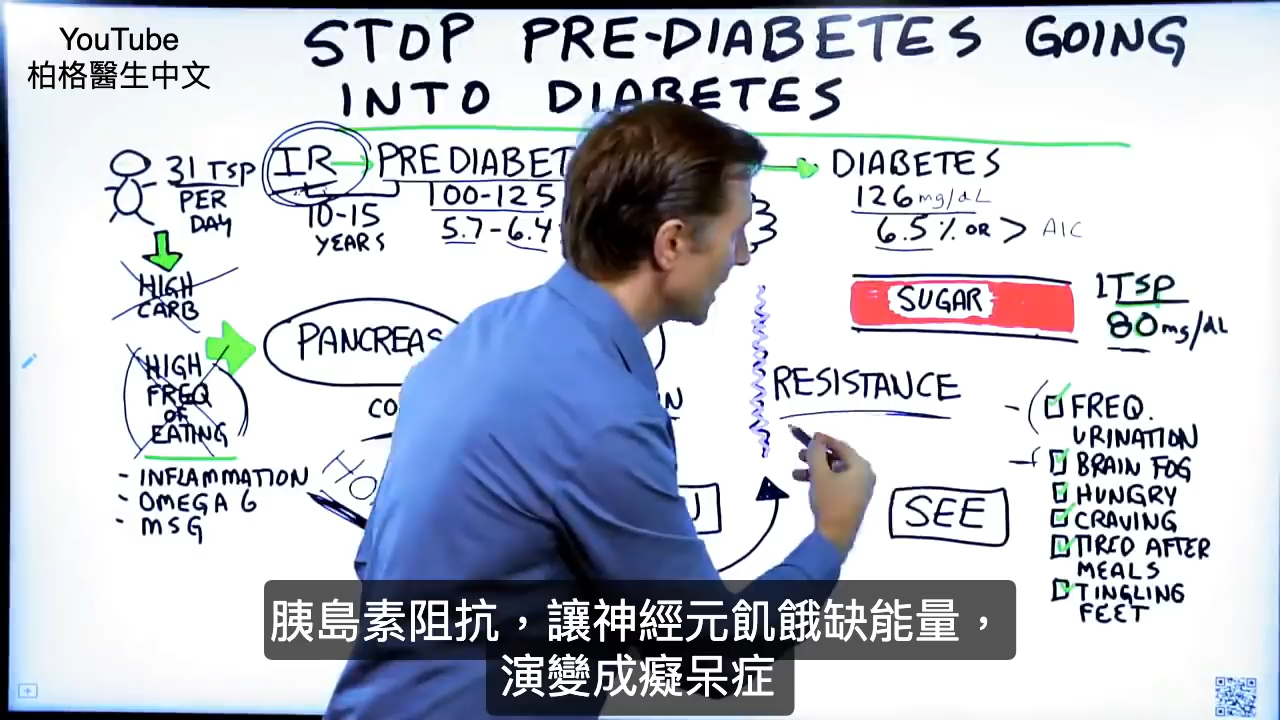 YouTube
柏格醫生中文
STOP PRE-DIABETES GOING
INTO DIABETES
31 TSP
PER
DAY
HIGH
CARB
HIGH
FREQ
OF
EATING
- INFLAMMATION
- OMEGA 6
- MSG
IR
10-15
YEARS
PREDIABET
100-125
5.7-6.4
PANCREAS
CO
HO
N
DIABETES
126 mg/dL
6.5% OR > A1C
SUGAR
1 TSP
80 mg/dL
RESISTANCE
SEE
FREQ.
URINATION
BRAIN FOG
HUNGRY
CRAVING
TIRED AFTER
MEALS
TINGLING
FEET
胰島素阻抗，讓神經元飢餓缺能量，
演變成癡呆症